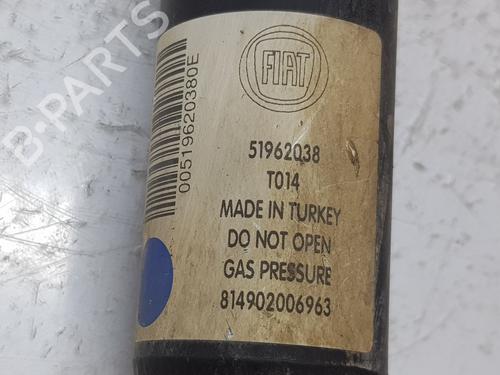 B-PARTS
FIAT
00519620380E
51962038
T014
MADE IN TURKEY
DO NOT OPEN
GAS PRESSURE
814902006963